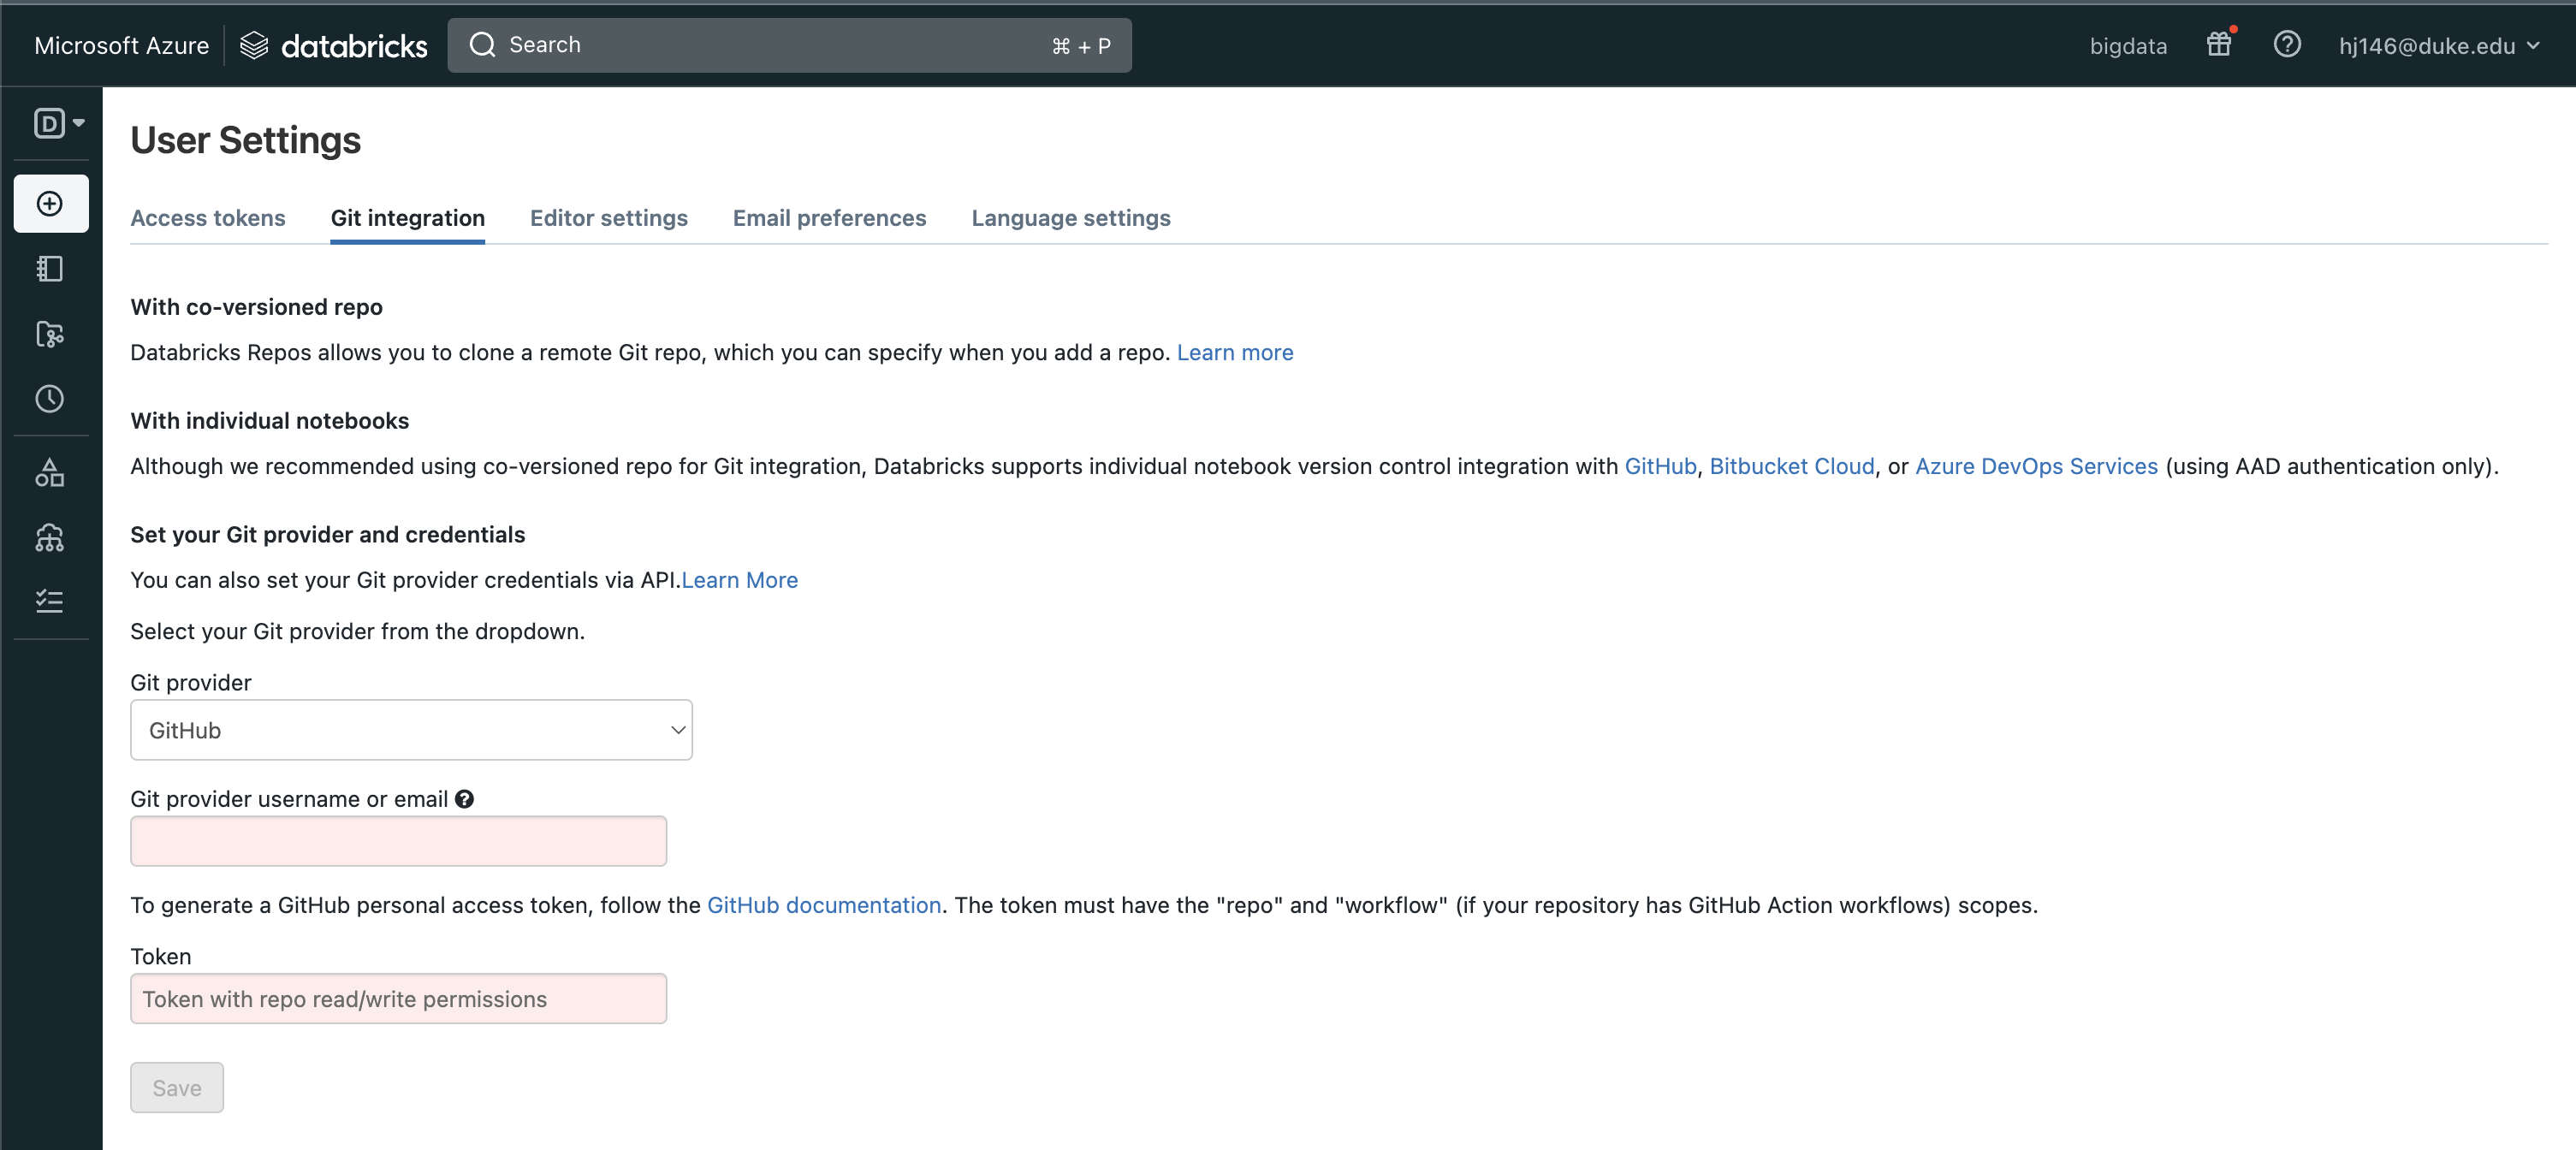 Microsoft Azure databricks Search ⌘ + P bigdata hj146@duke.edu
D
User Settings
Access tokens Git integration Editor settings Email preferences Language settings
With co-versioned repo
Databricks Repos allows you to clone a remote Git repo, which you can specify when you add a repo. Learn more
With individual notebooks
Although we recommended using co-versioned repo for Git integration, Databricks supports individual notebook version control integration with GitHub, Bitbucket Cloud, or Azure DevOps Services (using AAD authentication only).
Set your Git provider and credentials
You can also set your Git provider credentials via API.Learn More
Select your Git provider from the dropdown.
Git provider
GitHub
Git provider username or email
To generate a GitHub personal access token, follow the GitHub documentation. The token must have the "repo" and "workflow" (if your repository has GitHub Action workflows) scopes.
Token
Token with repo read/write permissions
Save